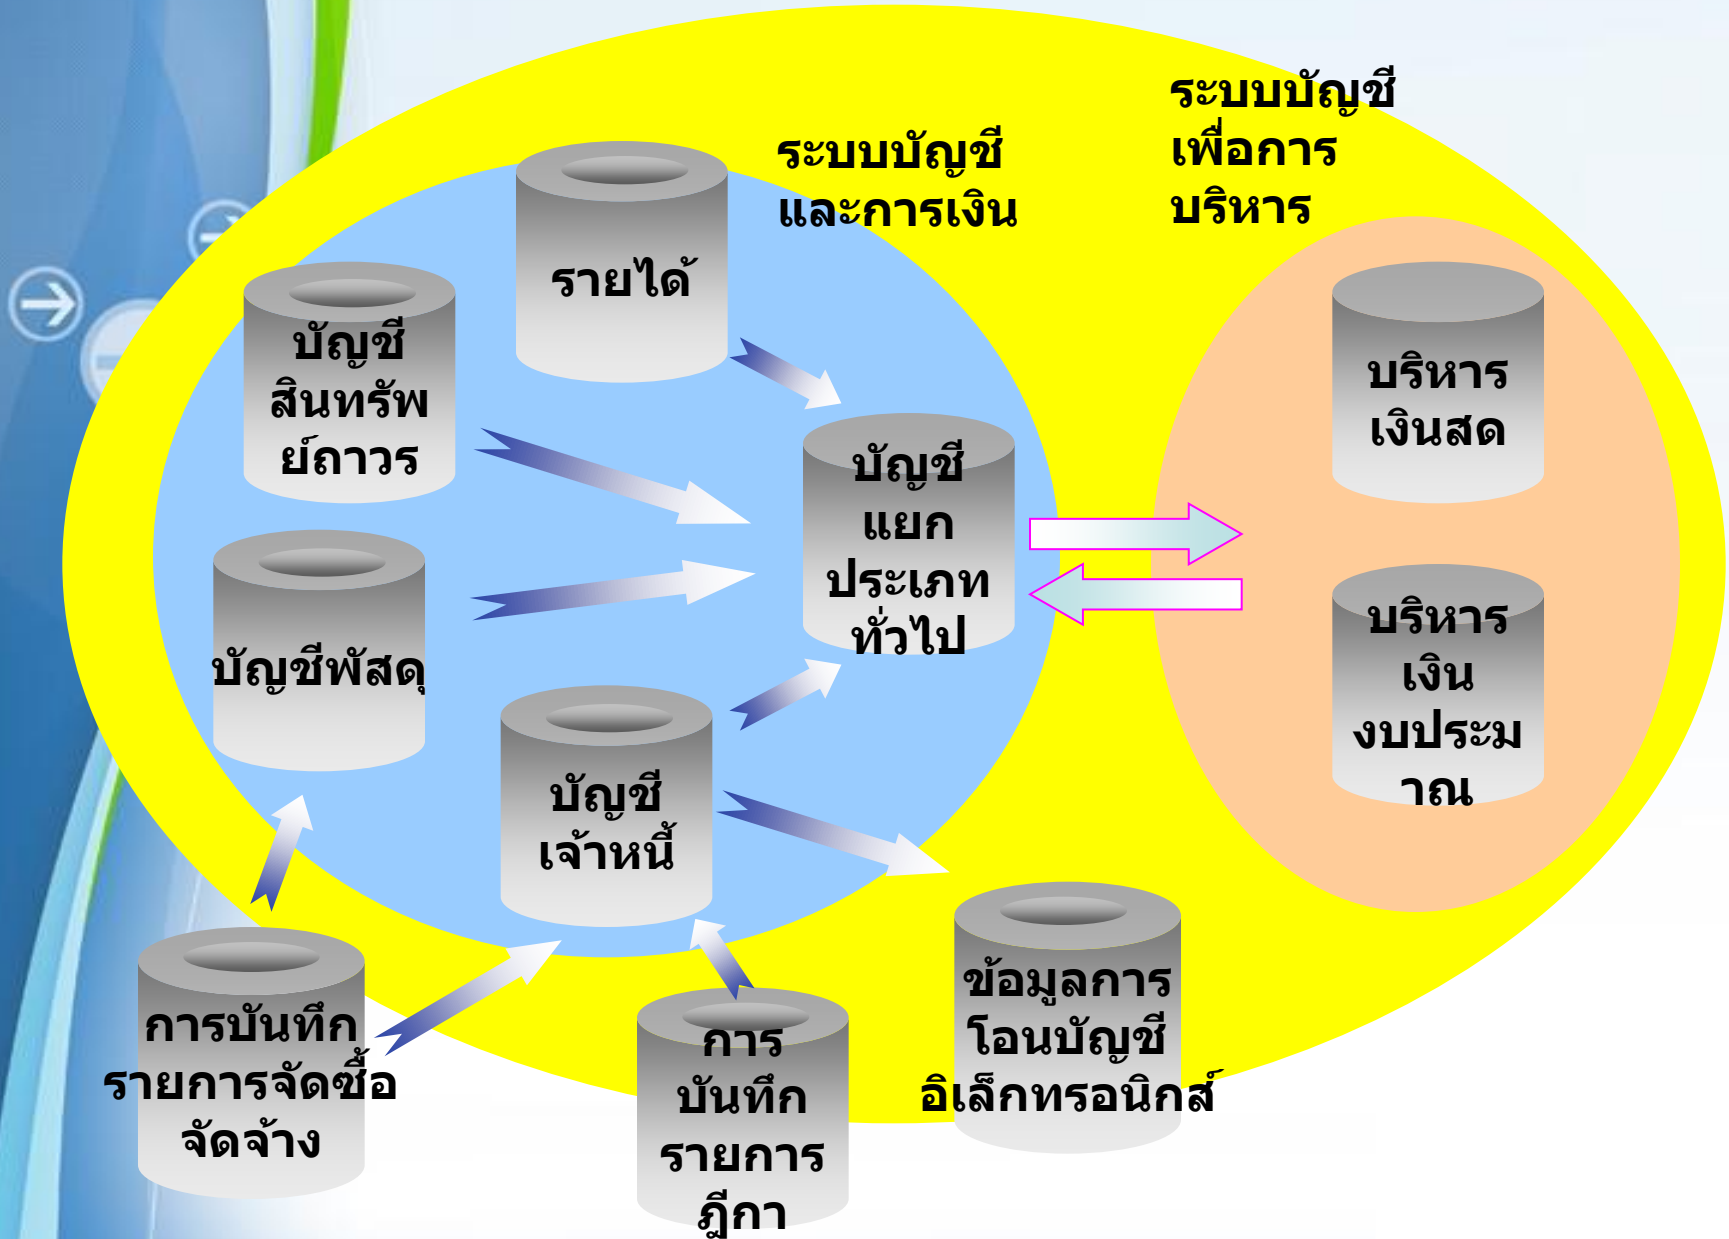 ระบบบัญชี
และการเงิน
ระบบบัญชี
เพื่อการ
บริหาร
รายได้
บัญชี
สินทรัพ
ย์ถาวร
บัญชี
แยก
ประเภท
ทั่วไป
บัญชีพัสดุ
บัญชี
เจ้าหนี้
บริหาร
เงินสด
บริหาร
เงิน
งบประม
าณ
การบันทึก
รายการจัดซื้อ
จัดจ้าง
การ
บันทึก
รายการ
ฎีกา
ข้อมูลการ
โอนบัญชี
อิเล็กทรอนิกส์